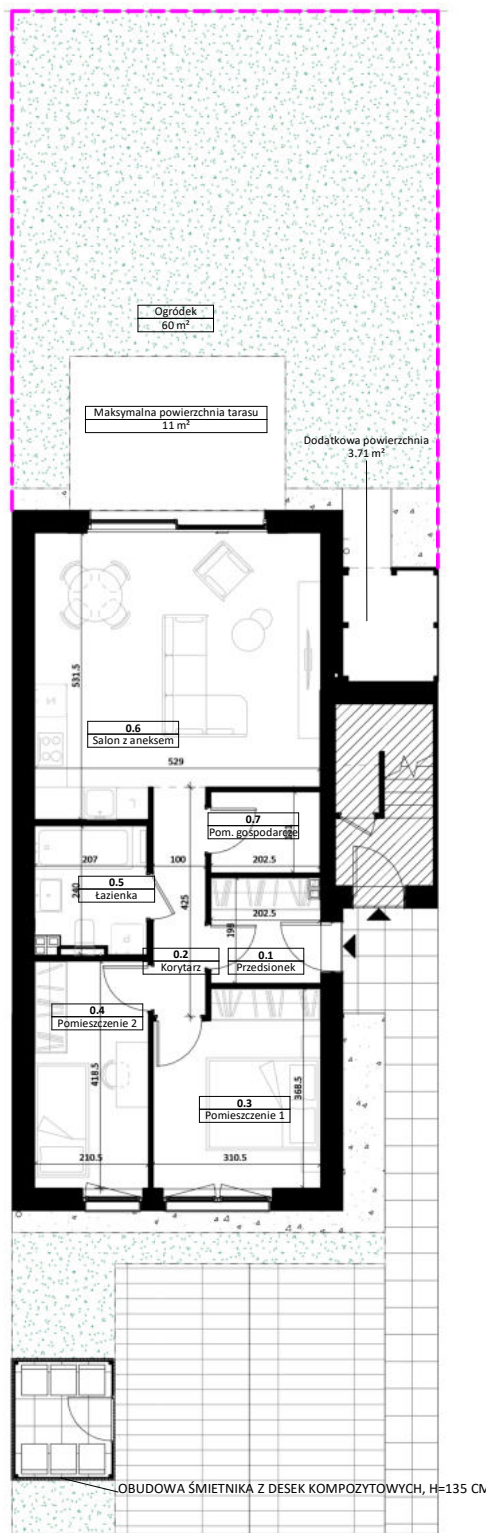 Ogródek
60 m²
Maksymalna powierzchnia tarasu
11 m²
Dodatkowa powierzchnia
3.71 m²
531.5
0.6
Salon z aneksem
529
0.7
Pom. gospodarcze
202.5
207
100
0.5
Łazienka
240
425
202.5
198
0.2
Korytarz
0.1
Przedsionek
0.4
Pomieszczenie 2
418.5
368.5
0.3
Pomieszczenie 1
210.5
310.5
OBUDOWA ŚMIETNIKA Z DESEK KOMPOZYTOWYCH, H=135 CM